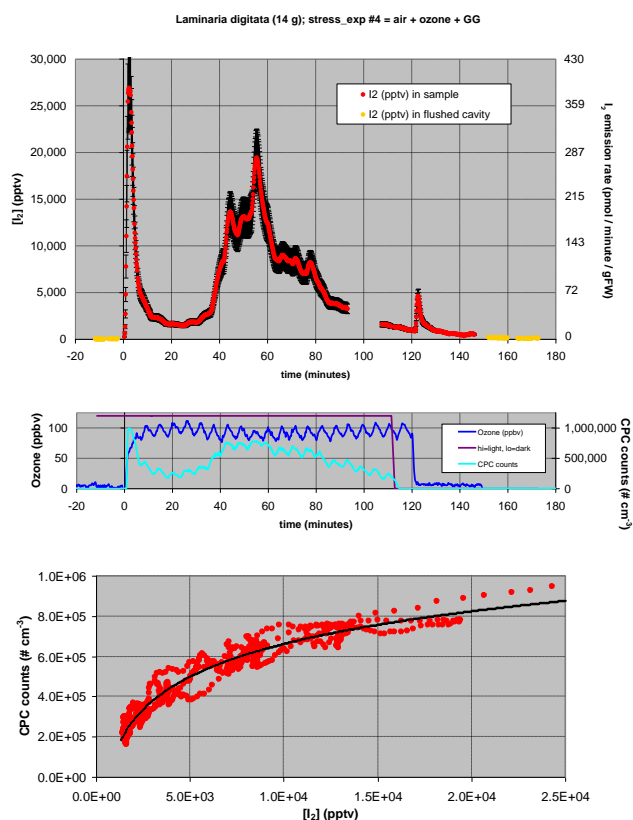 Laminaria digitata (14 g); stress_exp #4 = air + ozone + GG
30,000
25,000
20,000
15,000
10,000
5,000
0
[I2] (pptv)
430
359
287
215
143
72
0
I2 emission rate (pmol / minute / gFW)
I2 (pptv) in sample
I2 (pptv) in flushed cavity
-20 0 20 40 60 80 100 120 140 160 180
time (minutes)
100
50
0
Ozone (ppbv)
1,000,000
500,000
0
CPC counts (# cm-3)
Ozone (ppbv)
hi=light, lo=dark
CPC counts
-20 0 20 40 60 80 100 120 140 160 180
time (minutes)
1.0E+06
8.0E+05
6.0E+05
4.0E+05
2.0E+05
0.0E+00
CPC counts (# cm-3)
0.0E+00 5.0E+03 1.0E+04 1.5E+04 2.0E+04 2.5E+04
[I2] (pptv)